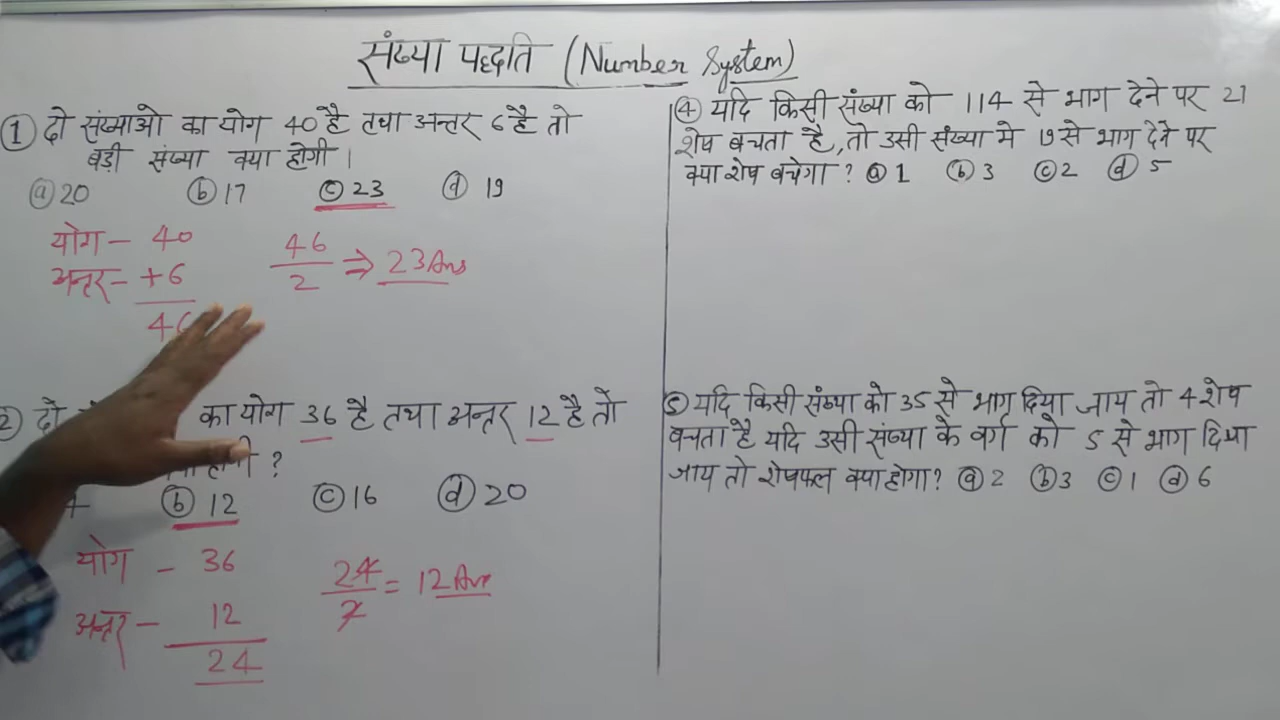 संख्या पद्धति (Number System)
① दो संख्याओ का योग 40 है तथा अन्तर 6 है तो
बड़ी संख्या क्या होगी।
ⓐ 20 ⓑ 17 ⓒ 23 ⓓ 19
योग - 40
अन्तर - +6
46
46/2 ⇒ 23 Ans
② दो का योग 36 है तथा अन्तर 12 है तो
होगी ?
ⓑ 12 ⓒ 16 ⓓ 20
योग - 36
अन्तर - 12
24
24/2 = 12 Ans
④ यदि किसी संख्या को 114 से भाग देने पर 21
शेष बचता है, तो उसी संख्या मे 19 से भाग देने पर
क्या शेष बचेगा ? ⓐ 1 ⓑ 3 ⓒ 2 ⓓ 5
⑤ यदि किसी संख्या को 35 से भाग दिया जाय तो 4 शेष
बचता है यदि उसी संख्या के वर्ग को 5 से भाग दिया
जाय तो शेषफल क्या होगा? ⓐ 2 ⓑ 3 ⓒ 1 ⓓ 6